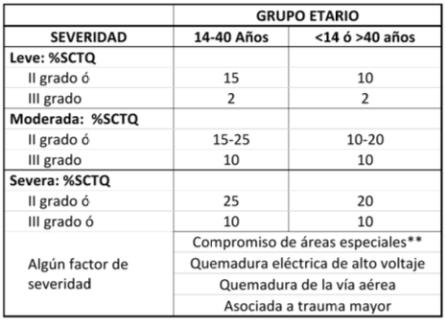 GRUPO ETARIO
SEVERIDAD 14-40 Años <14 ó >40 años
Leve: %SCTQ
II grado ó 15 10
III grado 2 2
Moderada: %SCTQ
II grado ó 15-25 10-20
III grado 10 10
Severa: %SCTQ
II grado ó 25 20
III grado ó 10 10
Algún factor de severidad
Compromiso de áreas especiales**
Quemadura eléctrica de alto voltaje
Quemadura de la vía aérea
Asociada a trauma mayor